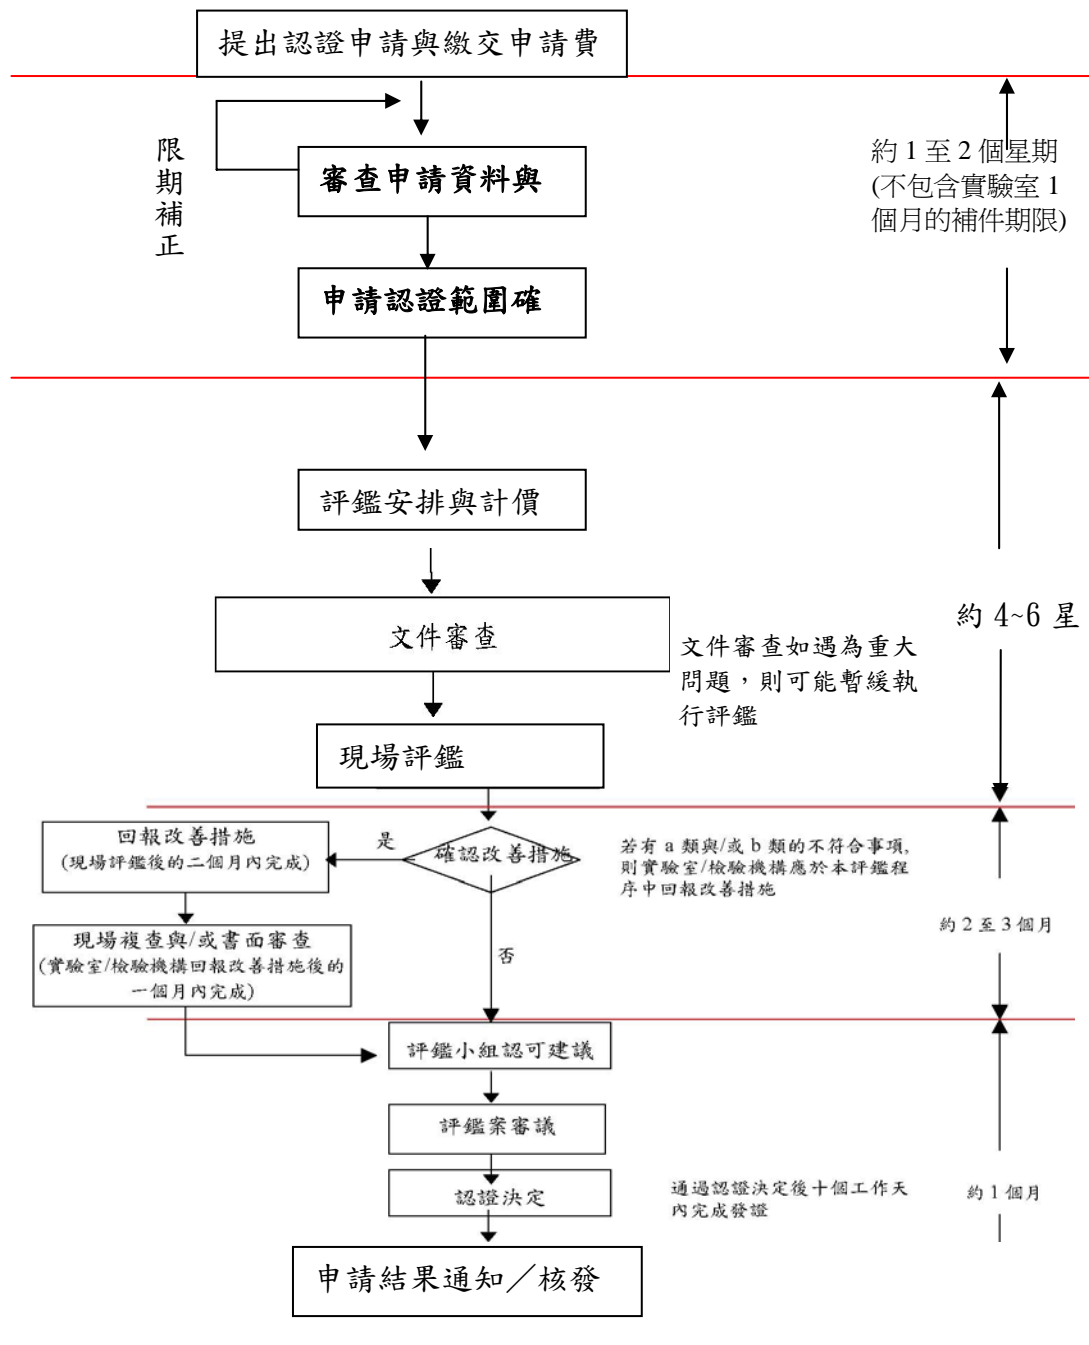 提出認證申請與繳交申請費
限期補正
約 1 至 2 個星期
(不包含實驗室 1
個月的補件期限)
審查申請資料與
申請認證範圍確
評鑑安排與計價
約 4~6 星
文件審查
文件審查如遇為重大
問題，則可能暫緩執
行評鑑
現場評鑑
回報改善措施
(現場評鑑後的二個月內完成)
是
確認改善措施
若有 a 類與/或 b 類的不符合事項,
則實驗室/檢驗機構應於本評鑑程
序中回報改善措施
約 2 至 3 個月
現場複查與/或書面審查
(實驗室/檢驗機構回報改善措施後的
一個月內完成)
否
評鑑小組認可建議
評鑑案審議
認證決定
通過認證決定後十個工作天
內完成發證
約 1 個月
申請結果通知／核發